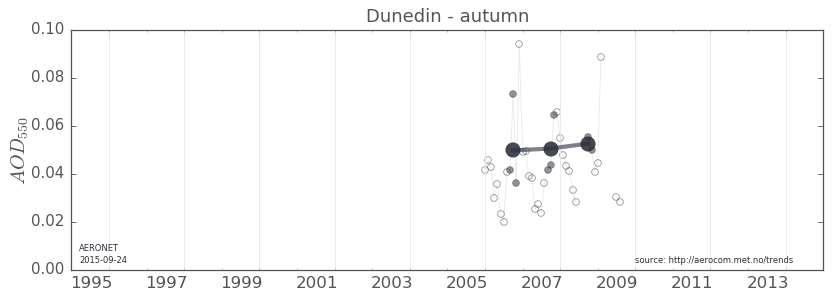 Dunedin - autumn
0.10
0.08
0.06
0.04
0.02
0.00
AOD550
AERONET
2015-09-24
source: http://aerocom.met.no/trends
1995 1997 1999 2001 2003 2005 2007 2009 2011 2013